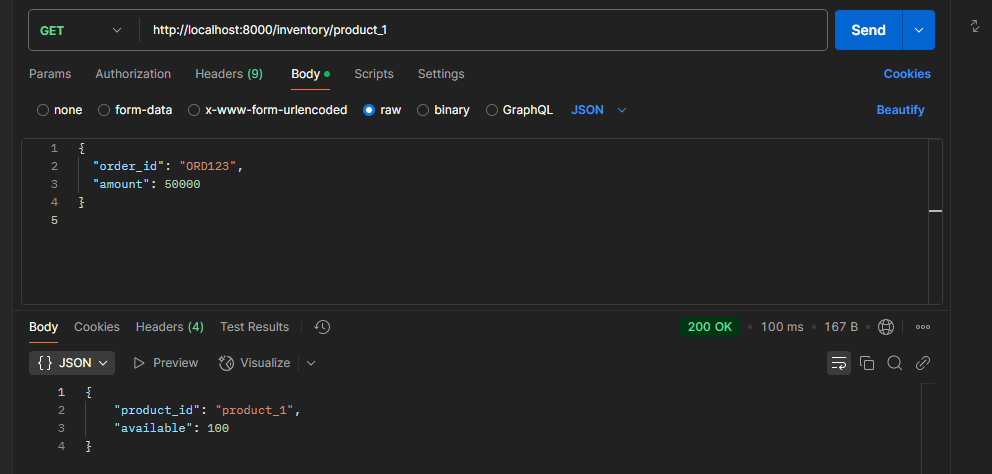 GET http://localhost:8000/inventory/product_1 Send
Params Authorization Headers (9) Body Scripts Settings Cookies
none form-data x-www-form-urlencoded raw binary GraphQL JSON Beautify
1 {
2 "order_id": "ORD123",
3 "amount": 50000
4 }
5
Body Cookies Headers (4) Test Results 200 OK • 100 ms • 167 B •
{} JSON Preview Visualize
1 {
2 "product_id": "product_1",
3 "available": 100
4 }